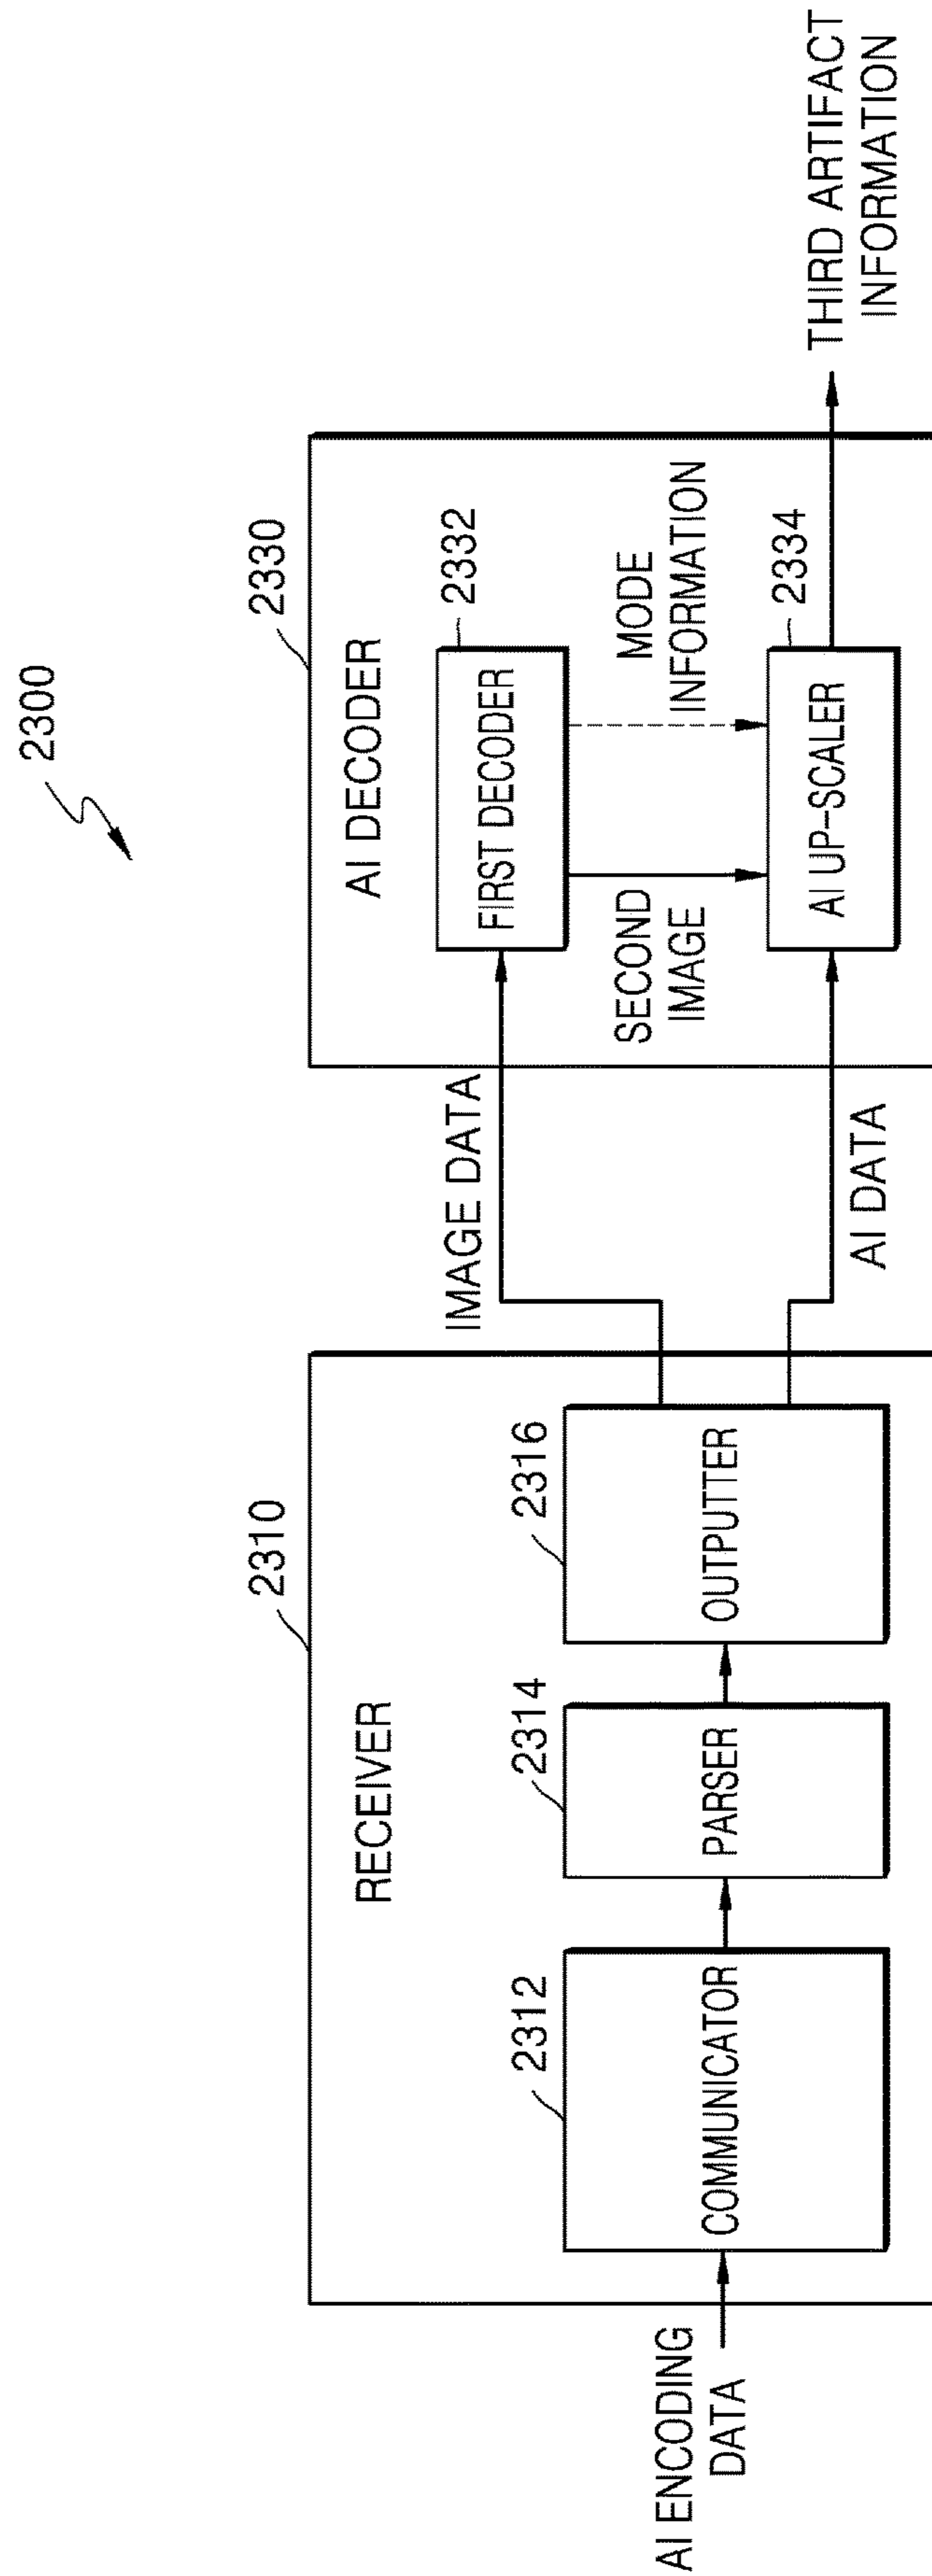 2300
2310
RECEIVER
2312
COMMUNICATOR
2314
PARSER
2316
OUTPUTTER
AI ENCODING
DATA
IMAGE DATA
AI DATA
2330
AI DECODER
2332
FIRST DECODER
SECOND
IMAGE
MODE
INFORMATION
2334
AI UP-SCALER
THIRD ARTIFACT
INFORMATION